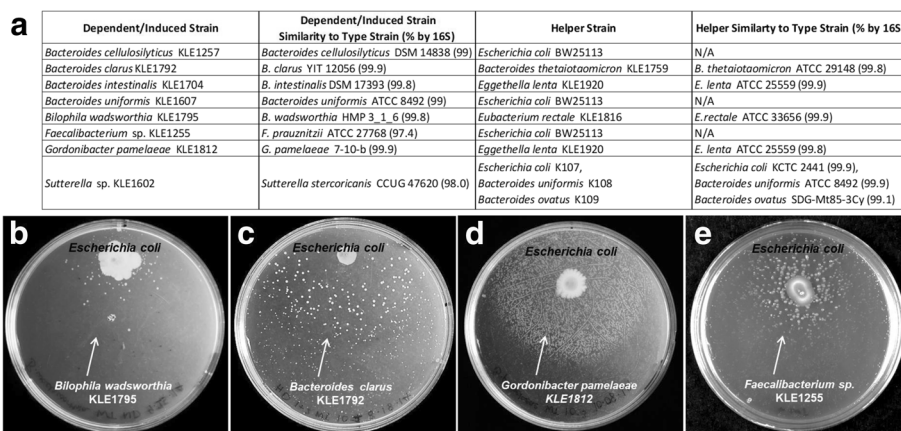 a
Dependent/Induced Strain Dependent/Induced Strain Similarity to Type Strain (% by 16S) Helper Strain Helper Similarty to Type Strain (% by 16S
Bacteroides cellulosilyticus KLE1257 Bacteroides cellulosilyticus DSM 14838 (99) Escherichia coli BW25113 N/A
Bacteroides clarus KLE1792 B. clarus YIT 12056 (99.9) Bacteroides thetaiotaomicron KLE1759 B. thetaiotaomicron ATCC 29148 (99.8)
Bacteroides intestinalis KLE1704 B. intestinalis DSM 17393 (99.8) Eggethella lenta KLE1920 E. lenta ATCC 25559 (99.9)
Bacteroides uniformis KLE1607 Bacteroides uniformis ATCC 8492 (99) Escherichia coli BW25113 N/A
Bilophila wadsworthia KLE1795 B. wadsworthia HMP 3_1_6 (99.8) Eubacterium rectale KLE1816 E.rectale ATCC 33656 (99.9)
Faecalibacterium sp. KLE1255 F. prauznitzii ATCC 27768 (97.4) Escherichia coli BW25113 N/A
Gordonibacter pamelaeae KLE1812 G. pamelaeae 7-10-b (99.9) Eggethella lenta KLE1920 E. lenta ATCC 25559 (99.8)
Sutterella sp. KLE1602 Sutterella stercoricanis CCUG 47620 (98.0) Escherichia coli K107, Escherichia coli KCTC 2441 (99.9),
Bacteroides uniformis K108 Bacteroides uniformis ATCC 8492 (99.9)
Bacteroides ovatus K109 Bacteroides ovatus SDG-Mt85-3Cy (99.1)
b
Escherichia coli
Bilophila wadsworthia
KLE1795
c
Escherichia coli
Bacteroides clarus
KLE1792
d
Escherichia coli
Gordonibacter pamelaeae
KLE1812
e
Escherichia coli
Faecalibacterium sp.
KLE1255